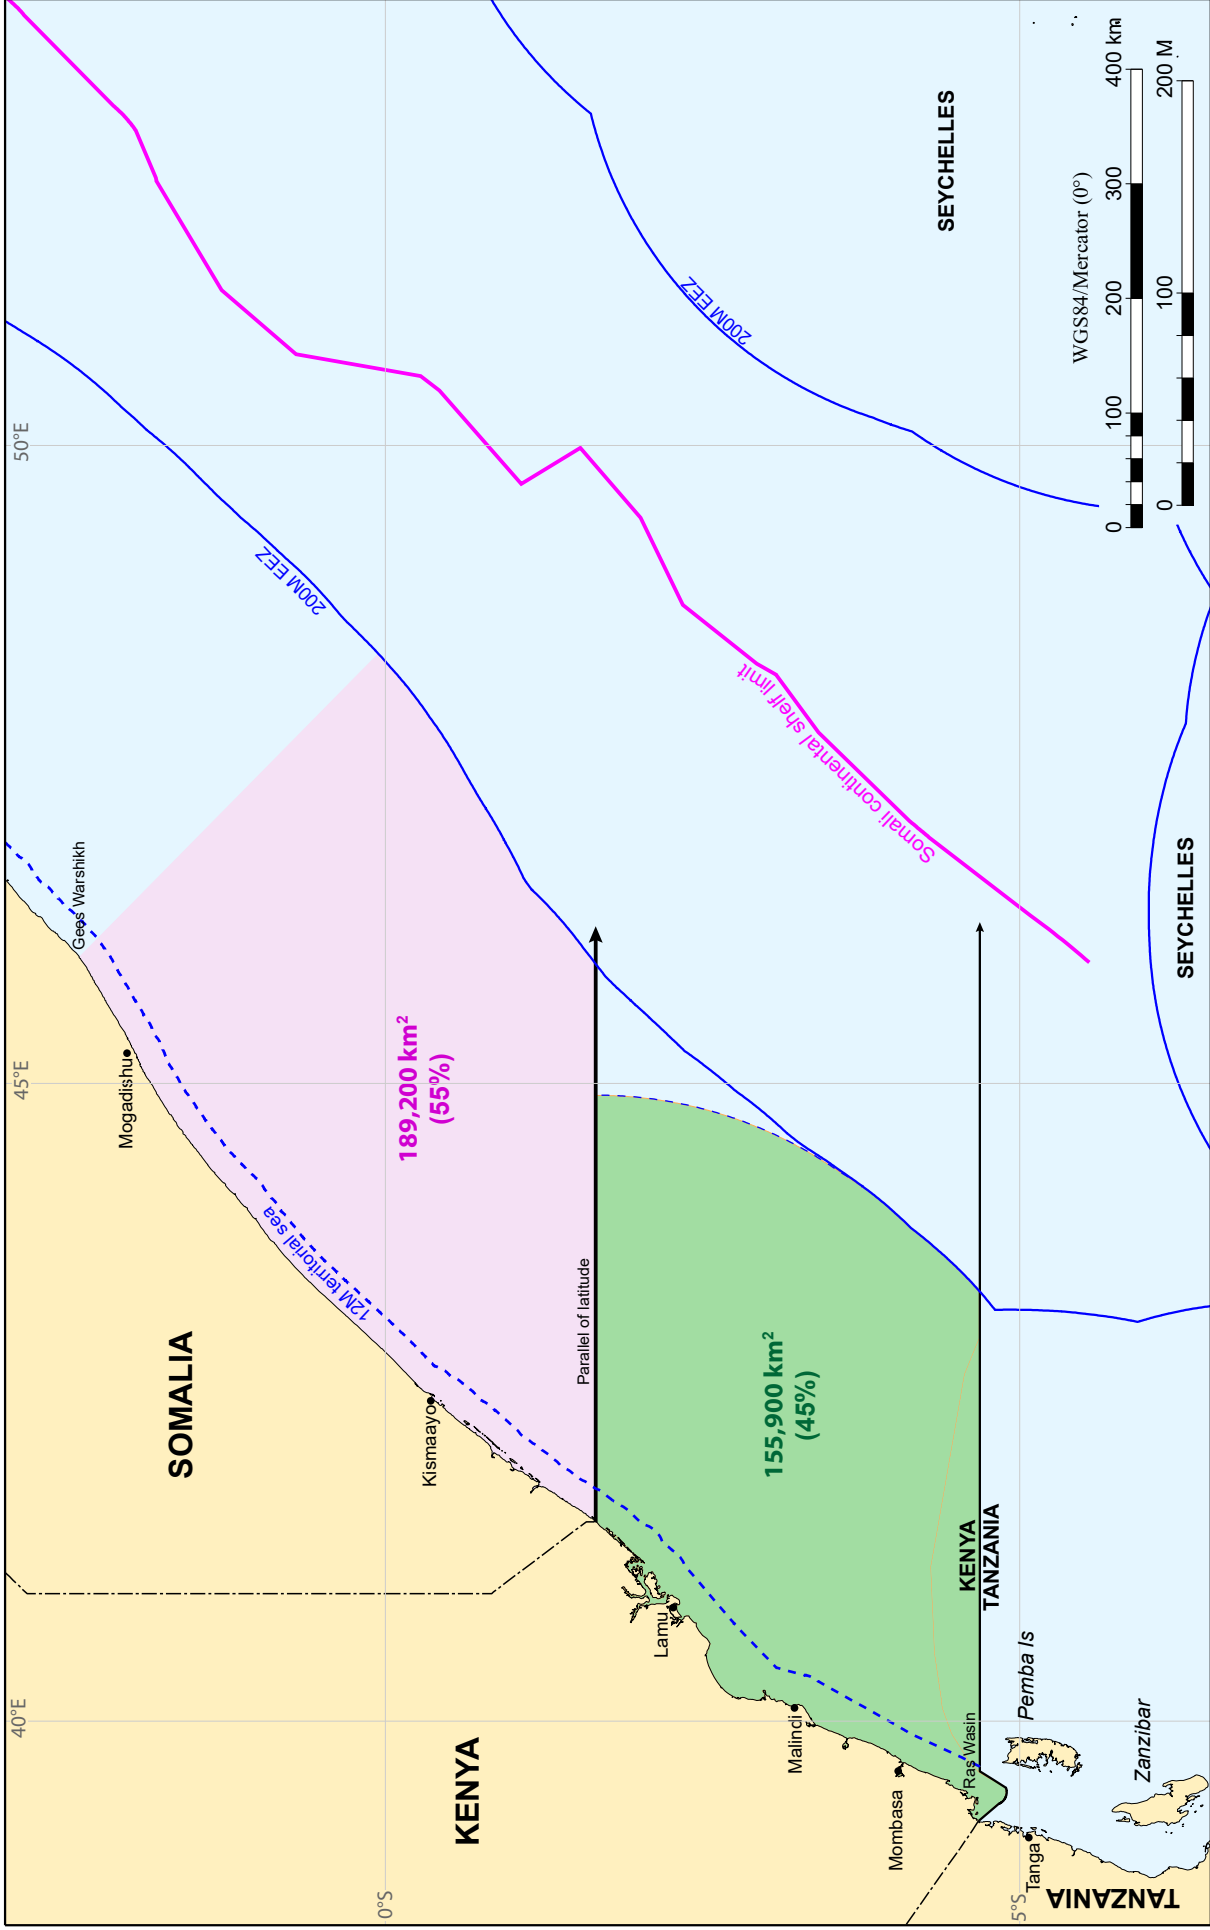 40°E
45°E
50°E
SOMALIA
KENYA
Gees Warshikh
Mogadishu
Kismaayo
12M territorial sea
200M EEZ
0°S
189,200 km²
(55%)
Parallel of latitude
155,900 km²
(45%)
Lamu
Malindi
Mombasa
Ras Wasin
KENYA
TANZANIA
Pemba Is
Zanzibar
Tanga
TANZANIA
5°S
Somali continental shelf limit
200M EEZ
SEYCHELLES
SEYCHELLES
WGS84/Mercator (0°)
0 100 200 300 400 km
0 100 200 M